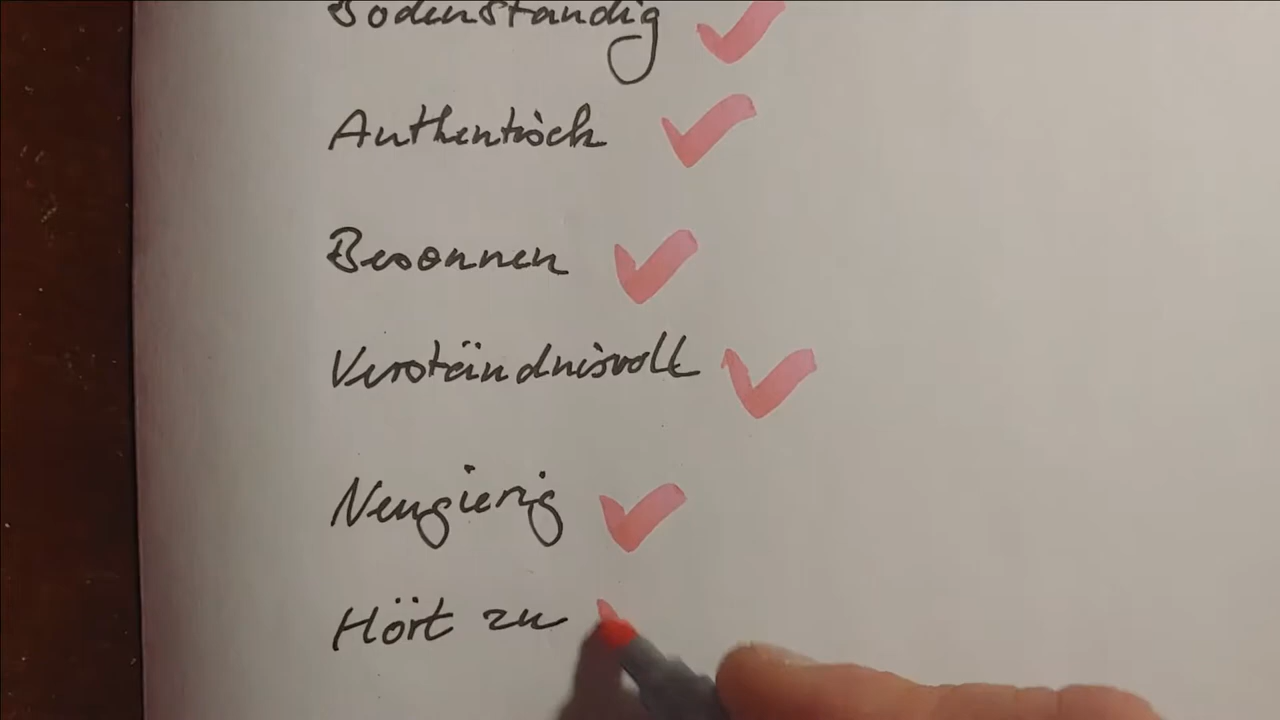 Bodenständig
Authentisch
Besonnen
Verständnisvoll
Neugierig
Hört zu